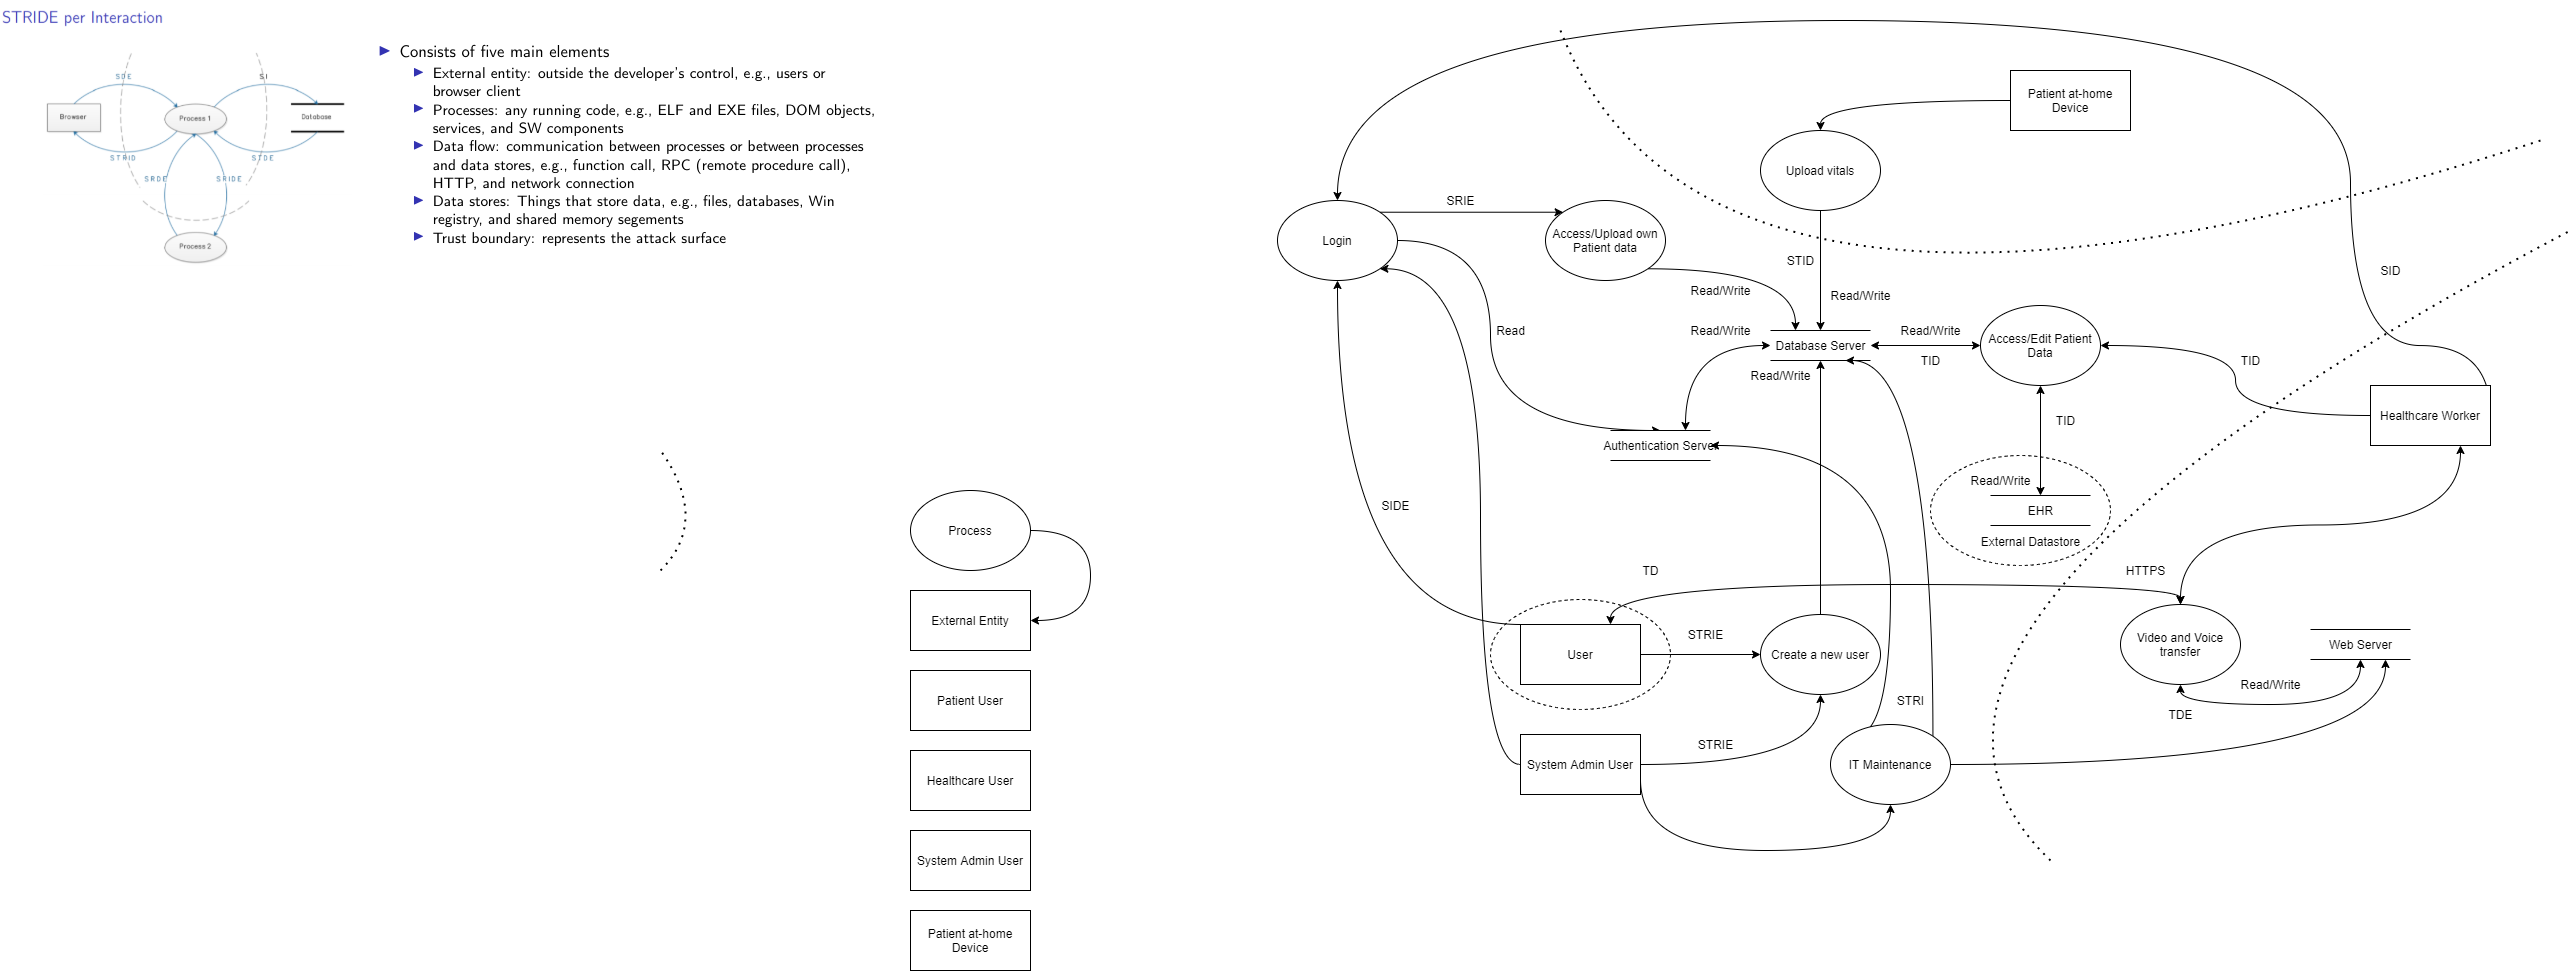 STRIDE per Interaction
SDE
SI
Browser
Process 1
Database
STRID
STDE
SRDE
SRIDE
Process 2
Consists of five main elements
External entity: outside the developer's control, e.g., users or
browser client
Processes: any running code, e.g., ELF and EXE files, DOM objects,
services, and SW components
Data flow: communication between processes or between processes
and data stores, e.g., function call, RPC (remote procedure call),
HTTP, and network connection
Data stores: Things that store data, e.g., files, databases, Win
registry, and shared memory segements
Trust boundary: represents the attack surface
Process
External Entity
Patient User
Healthcare User
System Admin User
Patient at-home
Device
Patient at-home
Device
Upload vitals
SRIE
Login
Access/Upload own
Patient data
STID
SID
Read/Write
Read/Write
Read
Read/Write
Database Server
Read/Write
TID
Access/Edit Patient
Data
TID
Read/Write
Healthcare Worker
TID
Authentication Server
Read/Write
EHR
External Datastore
SIDE
TD
HTTPS
User
STRIE
Create a new user
Video and Voice
transfer
Web Server
Read/Write
TDE
STRI
STRIE
System Admin User
IT Maintenance